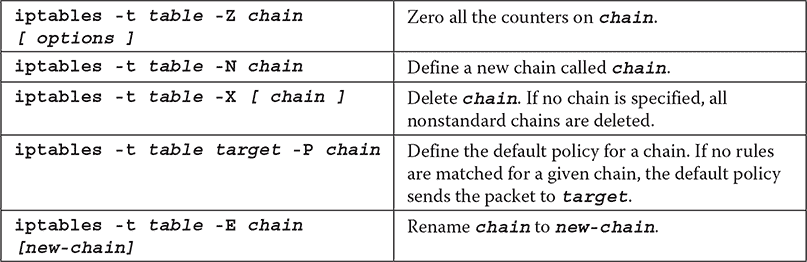 iptables -t table -Z chain
[ options ]
Zero all the counters on chain.
iptables -t table -N chain
Define a new chain called chain.
iptables -t table -X [ chain ]
Delete chain. If no chain is specified, all
nonstandard chains are deleted.
iptables -t table target -P chain
Define the default policy for a chain. If no rules
are matched for a given chain, the default policy
sends the packet to target.
iptables -t table -E chain
[new-chain]
Rename chain to new-chain.